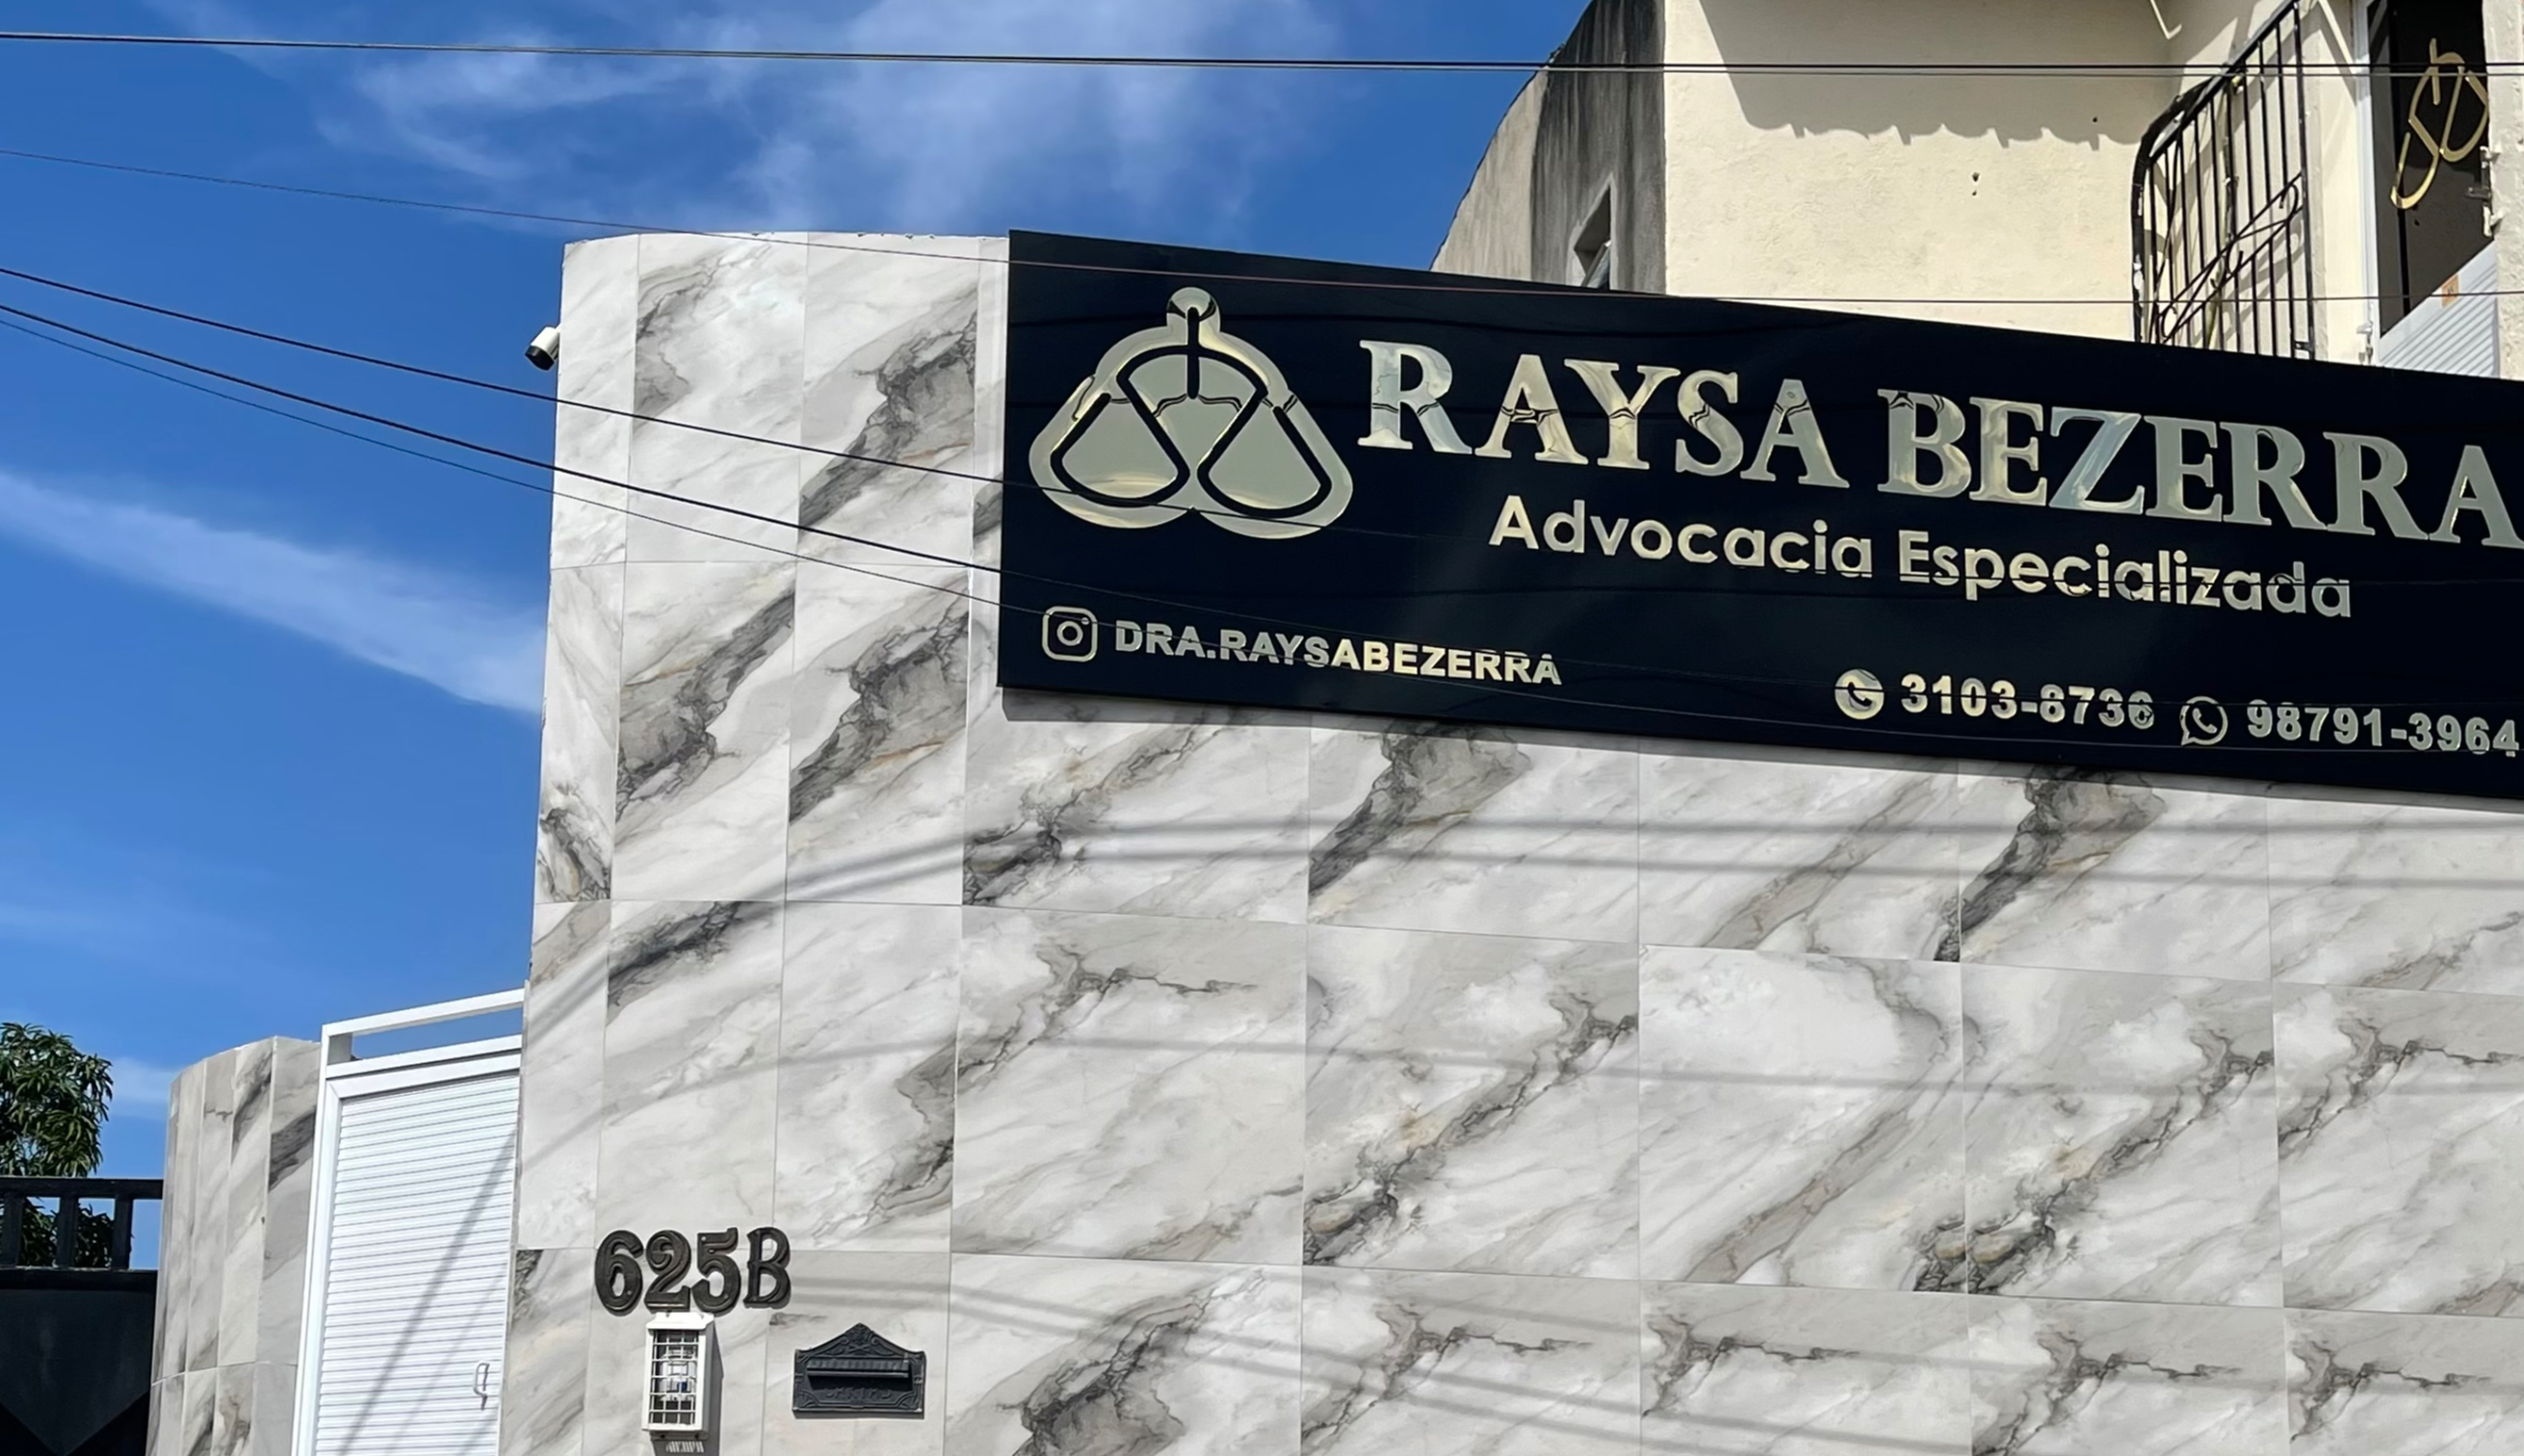 RAYSA BEZERRA
Advocacia Especializada
DRA.RAYSABEZERRA
3103-8736 98791-3964
625B